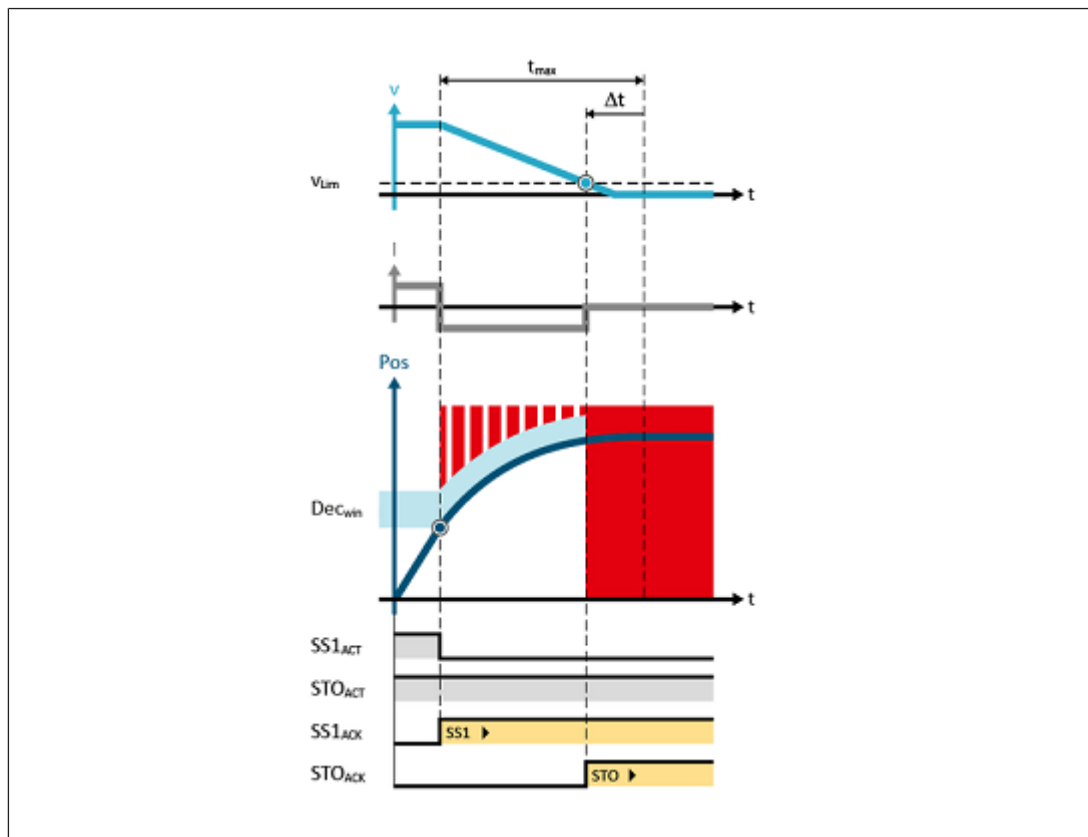 tmax
v
Δt
vLim
t
I
t
Pos
Decwin
t
SS1ACT
STOACT
SS1ACK
SS1
STOACK
STO